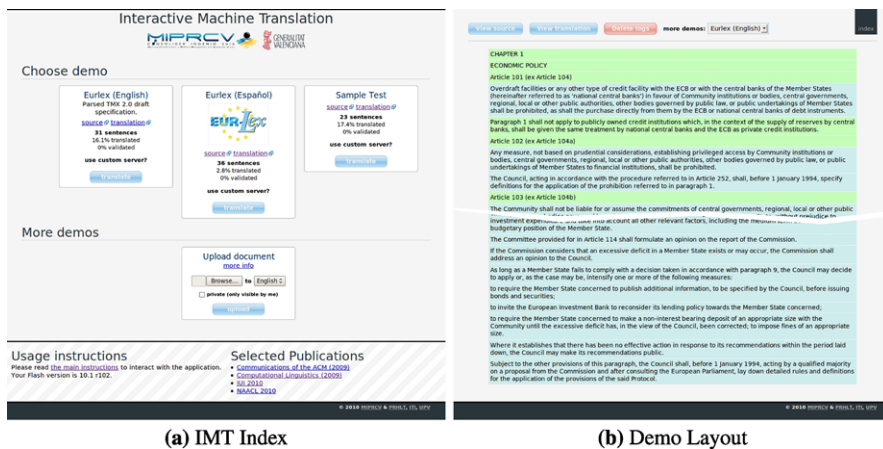 Interactive Machine Translation
MIPRCV
CONSOLIDER INGENIO 2010
GENERALITAT
VALENCIANA
Choose demo
Eurlex (English)
Parsed TMX 2.0 draft
specification.
source translation
31 sentences
16.1% translated
0% validated
use custom server?
translate
Eurlex (Español)
EUR-Lex
source translation
36 sentences
2.8% translated
0% validated
use custom server?
translate
Sample Test
source translation
23 sentences
17.4% translated
0% validated
translate
More demos
Upload document
more info
Browse... to English
private (only visible by me)
upload
Usage instructions
Please read the main instructions to interact with the application.
Your Flash version is 10.1 r102.
Selected Publications
• Communications of the ACM (2009)
• Computational Linguistics (2009)
• IUI 2010
• NAACL 2010
© 2010 MIPRCV & PRHLT, ITI, UPV
(a) IMT Index
View source View translation Delete logs more demos: Eurlex (English) index
CHAPTER 1
ECONOMIC POLICY
Article 101 (ex Article 104)
Overdraft facilities or any other type of credit facility with the ECB or with the central banks of the Member States
(hereinafter referred to as 'national central banks') in favour of Community institutions or bodies, central governments,
regional, local or other public authorities, other bodies governed by public law, or public undertakings of Member States
shall be prohibited, as shall the purchase directly from them by the ECB or national central banks of debt instruments.
Paragraph 1 shall not apply to publicly owned credit institutions which, in the context of the supply of reserves by central
banks, shall be given the same treatment by national central banks and the ECB as private credit institutions.
Article 102 (ex Article 104a)
Any measure, not based on prudential considerations, establishing privileged access by Community institutions or
bodies, central governments, regional, local or other public authorities, other bodies governed by public law, or public
undertakings of Member States to financial institutions, shall be prohibited.
The Council, acting in accordance with the procedure referred to in Article 252, shall, before 1 January 1994, specify
definitions for the application of the prohibition referred to in paragraph 1.
Article 103 (ex Article 104b)
The Community shall not be liable for or assume the commitments of central governments, regional, local or other public
without prejudice to
investment expenditure and take into account all other relevant factors, including the medium term
budgetary position of the Member State.
The Committee provided for in Article 114 shall formulate an opinion on the report of the Commission.
If the Commission considers that an excessive deficit in a Member State exists or may occur, the Commission shall
address an opinion to the Council.
As long as a Member State fails to comply with a decision taken in accordance with paragraph 9, the Council may decide
to apply or, as the case may be, intensify one or more of the following measures:
to require the Member State concerned to publish additional information, to be specified by the Council, before issuing
bonds and securities;
to invite the European Investment Bank to reconsider its lending policy towards the Member State concerned;
to require the Member State concerned to make a non-interest bearing deposit of an appropriate size with the
Community until the excessive deficit has, in the view of the Council, been corrected; to impose fines of an appropriate
size.
Where it establishes that there has been no effective action in response to its recommendations within the period laid
down, the Council may make its recommendations public.
Subject to the other provisions of this paragraph, the Council shall, before 1 January 1994, acting by a qualified majority
on a proposal from the Commission and after consulting the European Parliament, lay down detailed rules and definitions
for the application of the provisions of the said Protocol.
© 2010 MIPRCV & PRHLT, ITI, UPV
(b) Demo Layout